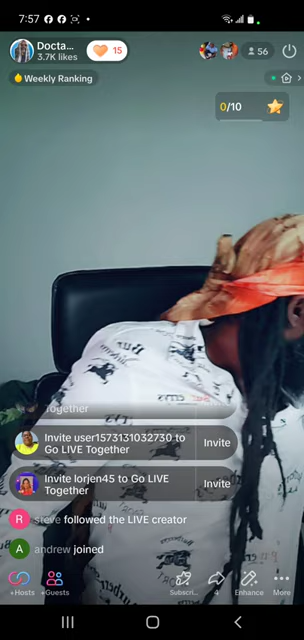 7:57
Docta...
3.7K likes
15
56
Weekly Ranking
0/10
Together
Invite user1573131032730 to
Go LIVE Together
Invite
Invite lorjen45 to Go LIVE
Together
Invite
R
steve followed the LIVE creator
A
andrew joined
+Hosts
+Guests
Subscri...
4
Enhance
More